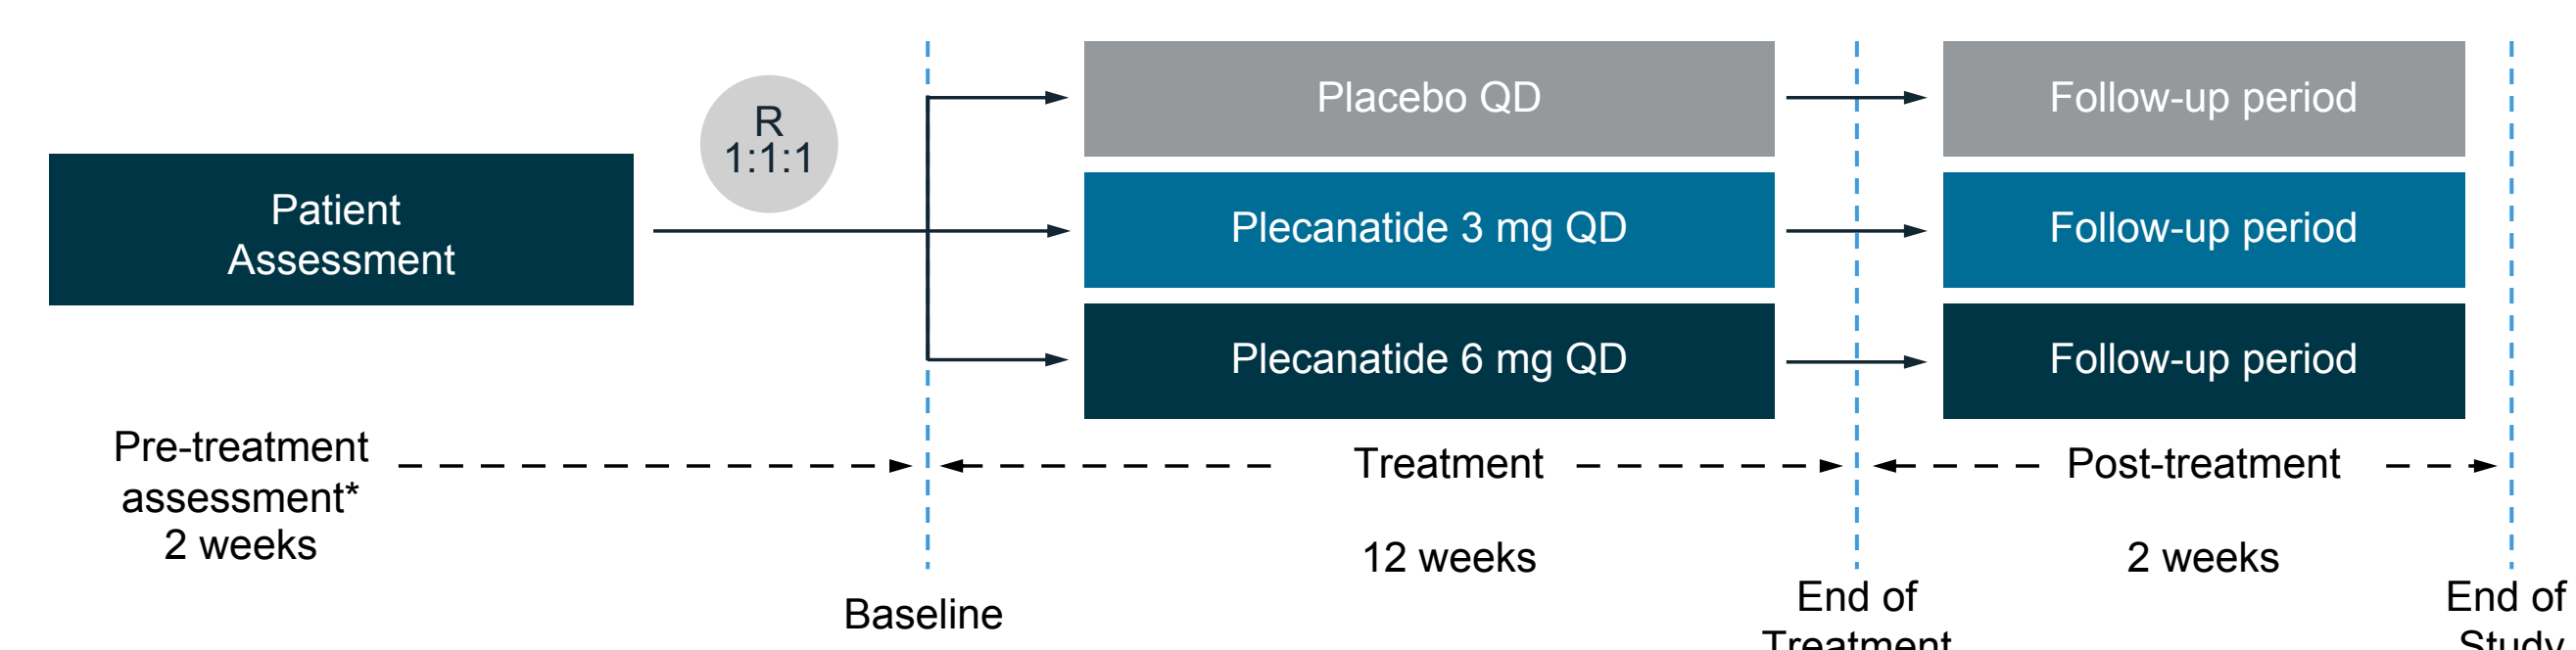 R
1:1:1
Patient
Assessment
Placebo QD
Follow-up period
Plecanatide 3 mg QD
Follow-up period
Plecanatide 6 mg QD
Follow-up period
Pre-treatment
assessment*
2 weeks
Treatment
12 weeks
Post-treatment
2 weeks
Baseline
End of
Treatment
End of
Study